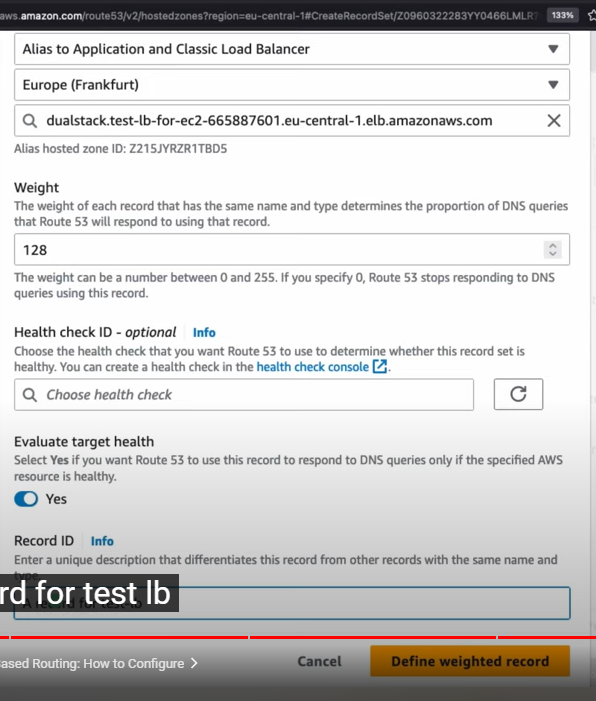 aws.amazon.com/route53/v2/hostedzones?region=eu-central-1#CreateRecordSet/Z0960322283YY0466LMLR
133%
Alias to Application and Classic Load Balancer
Europe (Frankfurt)
dualstack.test-lb-for-ec2-665887601.eu-central-1.elb.amazonaws.com
Alias hosted zone ID: Z215JYRZR1TBD5
Weight
The weight of each record that has the same name and type determines the proportion of DNS queries
that Route 53 will respond to using that record.
128
The weight can be a number between 0 and 255. If you specify 0, Route 53 stops responding to DNS
queries using this record.
Health check ID - optional Info
Choose the health check that you want Route 53 to use to determine whether this record set is
healthy. You can create a health check in the health check console.
Choose health check
Evaluate target health
Select Yes if you want Route 53 to use this record to respond to DNS queries only if the specified AWS
resource is healthy.
Yes
Record ID Info
Enter a unique description that differentiates this record from other records with the same name and
type.
rd for test lb
ased Routing: How to Configure
Cancel
Define weighted record